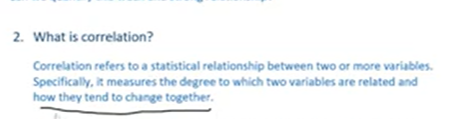 2. What is correlation?
Correlation refers to a statistical relationship between two or more variables.
Specifically, it measures the degree to which two variables are related and
how they tend to change together.